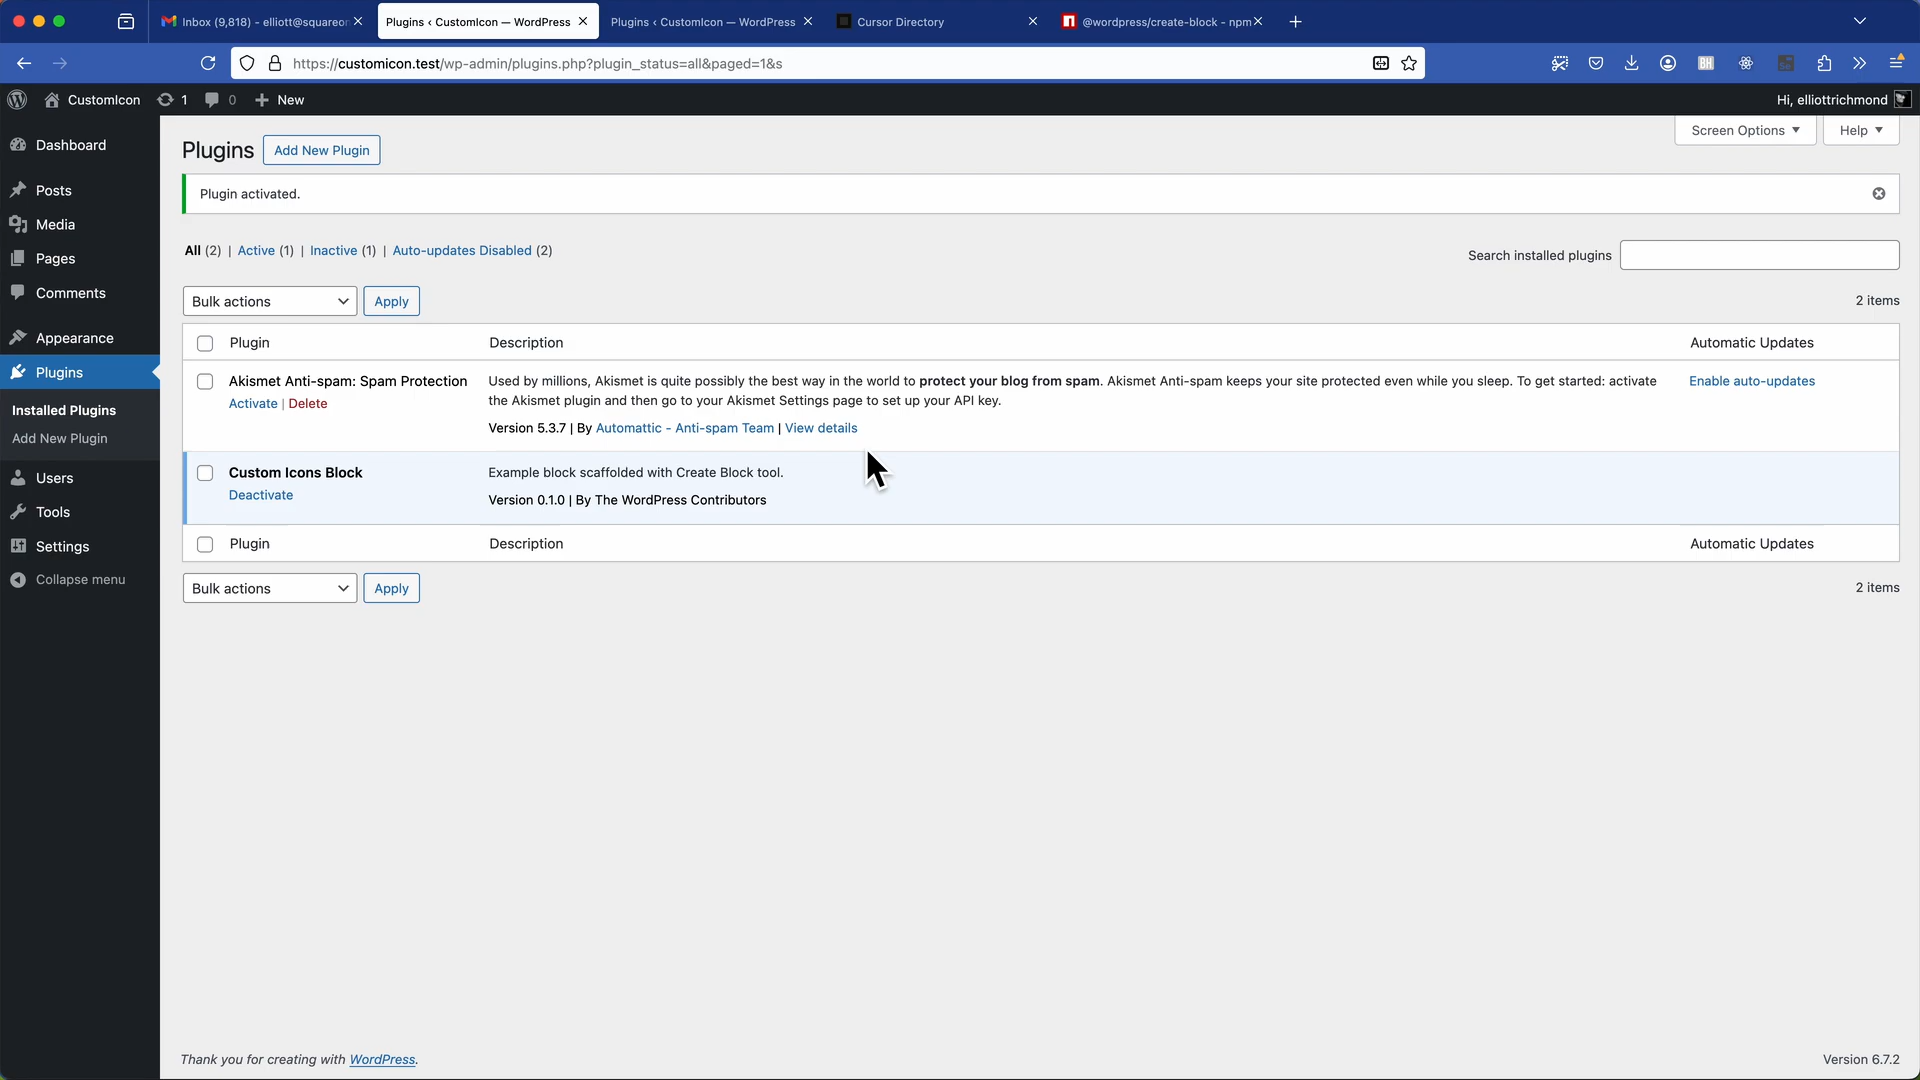 Inbox (9,818) - elliott@squareor
Plugins ‹ CustomIcon — WordPress
Plugins ‹ CustomIcon — WordPress
Cursor Directory
@wordpress/create-block - npm
https://customicon.test/wp-admin/plugins.php?plugin_status=all&paged=1&s
CustomIcon
1
0
New
Hi, elliottrichmond
Dashboard
Posts
Media
Pages
Comments
Appearance
Plugins
Installed Plugins
Add New Plugin
Users
Tools
Settings
Collapse menu
Screen Options
Help
Plugins
Add New Plugin
Plugin activated.
All (2) | Active (1) | Inactive (1) | Auto-updates Disabled (2)
Search installed plugins
Bulk actions
Apply
2 items
Plugin
Description
Automatic Updates
Akismet Anti-spam: Spam Protection
Activate | Delete
Used by millions, Akismet is quite possibly the best way in the world to protect your blog from spam. Akismet Anti-spam keeps your site protected even while you sleep. To get started: activate
the Akismet plugin and then go to your Akismet Settings page to set up your API key.
Version 5.3.7 | By Automattic - Anti-spam Team | View details
Enable auto-updates
Custom Icons Block
Deactivate
Example block scaffolded with Create Block tool.
Version 0.1.0 | By The WordPress Contributors
Plugin
Description
Automatic Updates
Bulk actions
Apply
2 items
Thank you for creating with WordPress.
Version 6.7.2